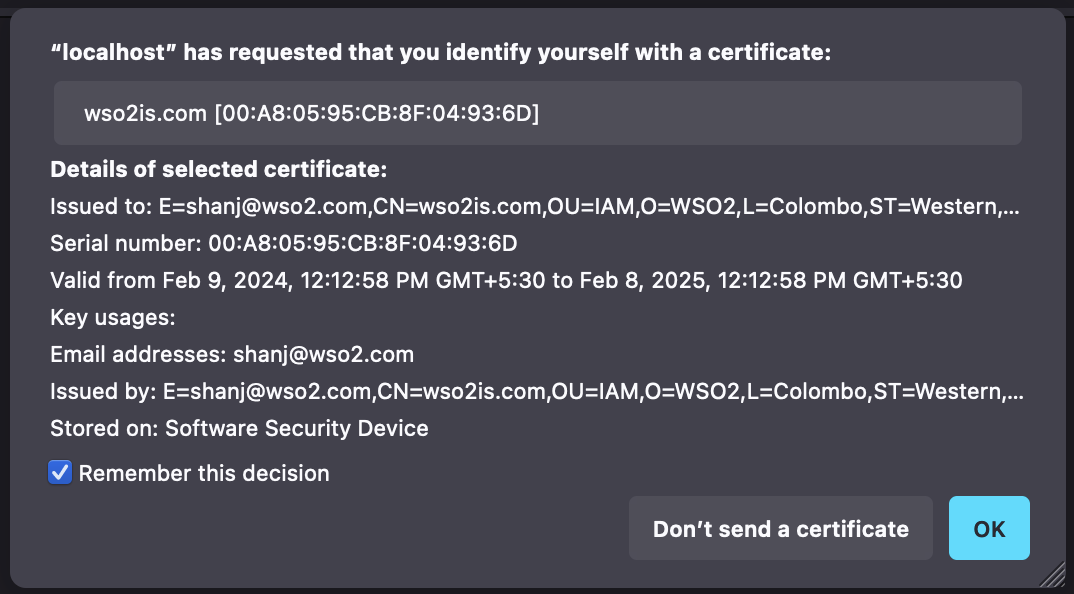 “localhost” has requested that you identify yourself with a certificate:
wso2is.com [00:A8:05:95:CB:8F:04:93:6D]
Details of selected certificate:
Issued to: E=shanj@wso2.com,CN=wso2is.com,OU=IAM,O=WSO2,L=Colombo,ST=Western,...
Serial number: 00:A8:05:95:CB:8F:04:93:6D
Valid from Feb 9, 2024, 12:12:58 PM GMT+5:30 to Feb 8, 2025, 12:12:58 PM GMT+5:30
Key usages:
Email addresses: shanj@wso2.com
Issued by: E=shanj@wso2.com,CN=wso2is.com,OU=IAM,O=WSO2,L=Colombo,ST=Western,...
Stored on: Software Security Device
Remember this decision
Don’t send a certificate
OK